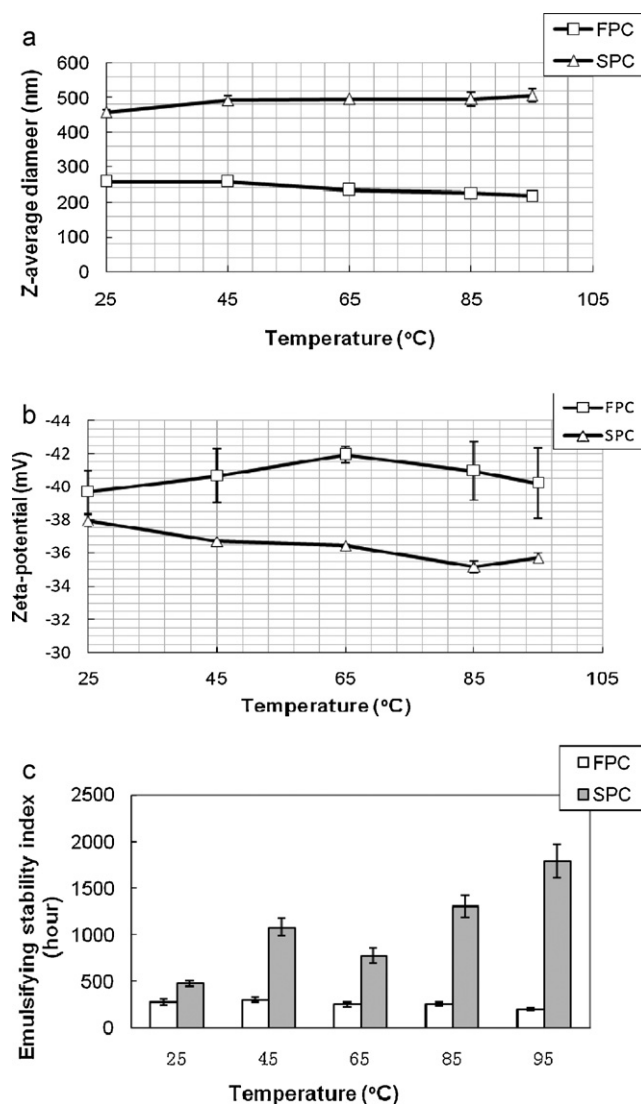 a
FPC
SPC
Z-average diameer (nm)
600
500
400
300
200
100
0
25 45 65 85 105
Temperature (°C)
b
FPC
SPC
Zeta-potential (mV)
-44
-42
-40
-38
-36
-34
-32
-30
25 45 65 85 105
Temperature (°C)
c
FPC
SPC
Emulsifying stability index
(hour)
2500
2000
1500
1000
500
0
25 45 65 85 95
Temperature (°C)